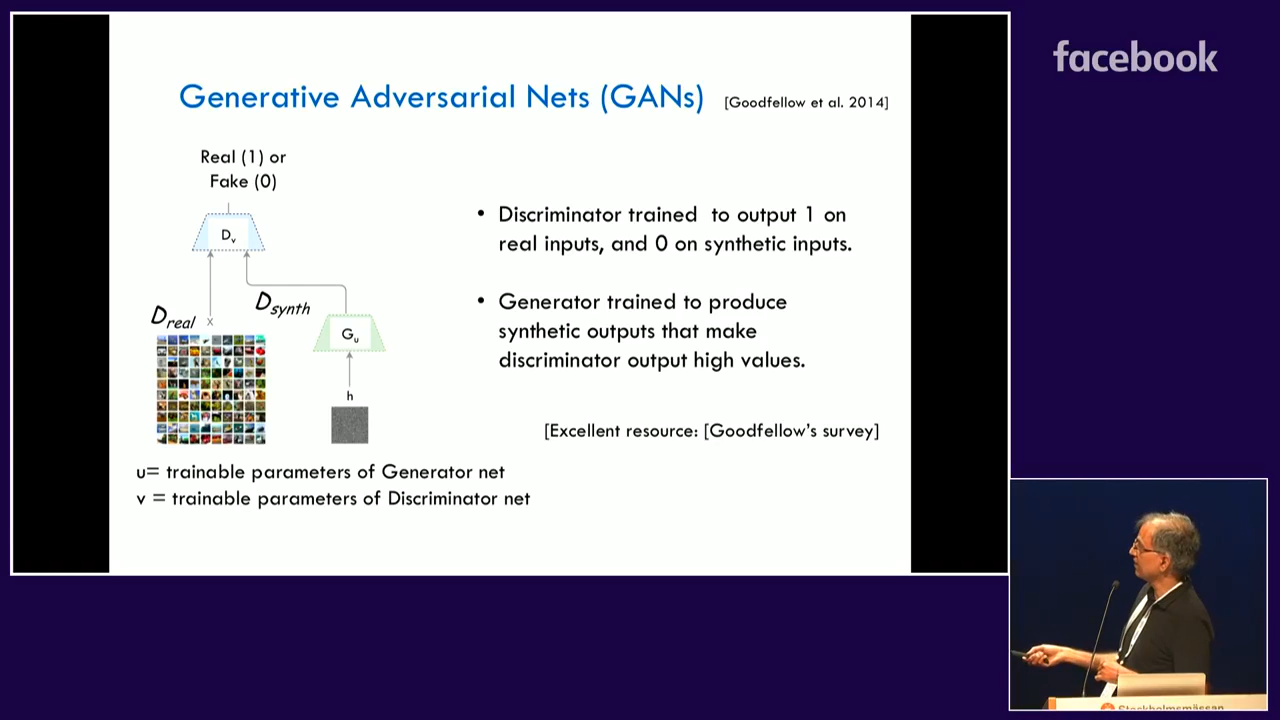 facebook
Generative Adversarial Nets (GANs) [Goodfellow et al. 2014]
Real (1) or
Fake (0)
Dv
Dreal
x
Dsynth
Gu
h
• Discriminator trained to output 1 on
real inputs, and 0 on synthetic inputs.
• Generator trained to produce
synthetic outputs that make
discriminator output high values.
[Excellent resource: [Goodfellow's survey]
u= trainable parameters of Generator net
v = trainable parameters of Discriminator net
Stockholmsmässan